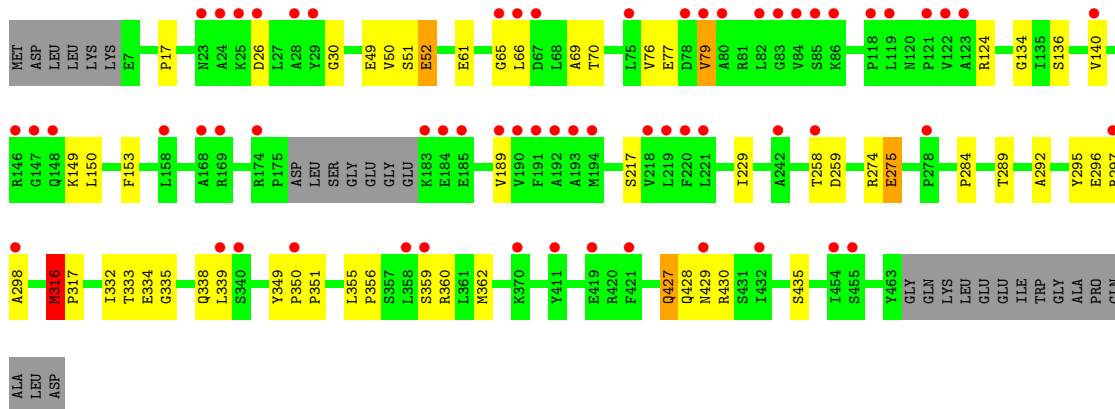 MET ASP LEU LEU LYS LYS E7 P17 N23 A24 K25 D26 L27 A28 Y29 G30 E49 V50 S51 E52 E61 G65 L66 D67 L68 A69 T70 L75 V76 E77 D78 V79 A80 R81 L82 G83 V84 S85 K86 P118 L119 N120 P121 V122 A123 R124 G134 I135 S136 V140
R146 G147 Q148 K149 L150 F153 L158 A168 R169 R174 P175 ASP LEU SER GLY GLU GLY GLU K183 E184 E185 V189 V190 F191 A192 A193 M194 S217 V218 L219 F220 L221 I229 A242 T258 D259 R274 E275 P278 P284 T289 A292 Y295 E296 R297
A298 M316 P317 I332 T333 E334 G335 Q338 L339 S340 Y349 P350 P351 L355 P356 S357 L358 S359 R360 L361 M362 K370 Y411 E419 R420 F421 Q427 Q428 N429 R430 S431 I432 S435 I454 S455 Y463 GLY GLN LYS LEU GLU GLU ILE TRP GLY ALA PRO GLN
ALA LEU ASP